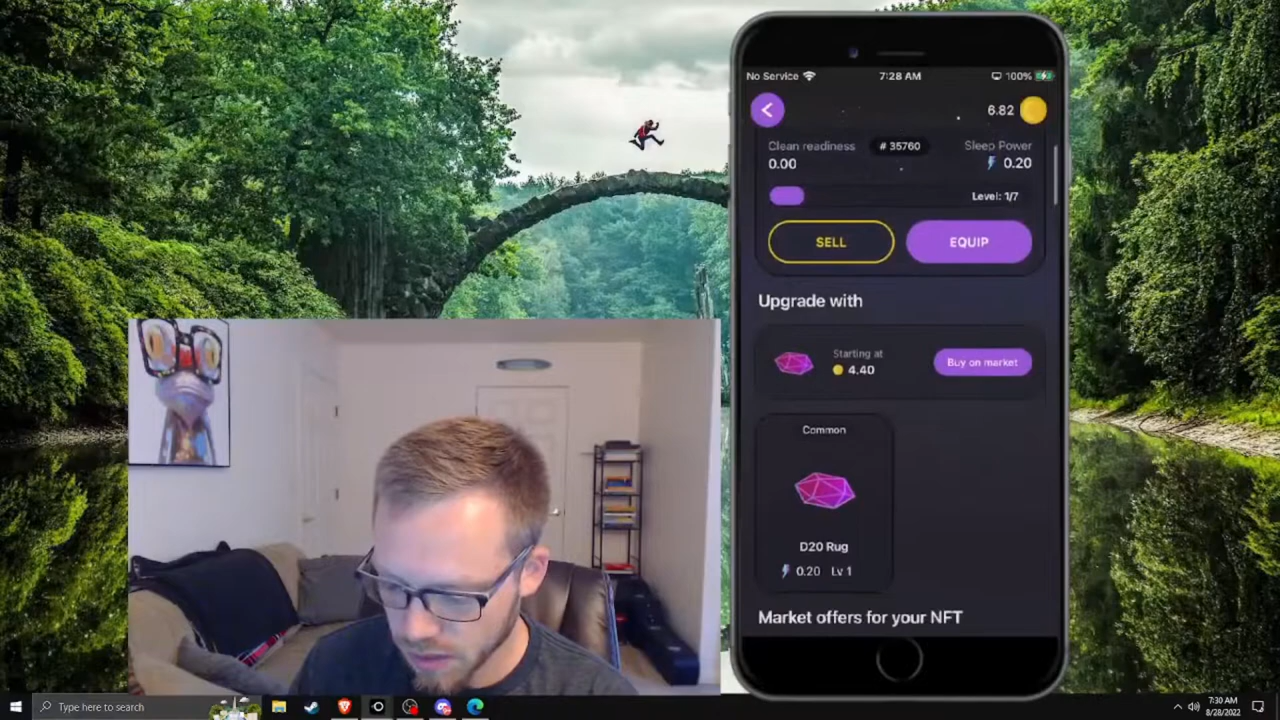 No Service
7:28 AM
100%
6.82
Clean readiness
# 35760
Sleep Power
0.00
0.20
Level: 1/7
SELL
EQUIP
Upgrade with
Starting at
4.40
Buy on market
Common
D20 Rug
0.20 Lv 1
Market offers for your NFT
Type here to search
7:30 AM
8/28/2022